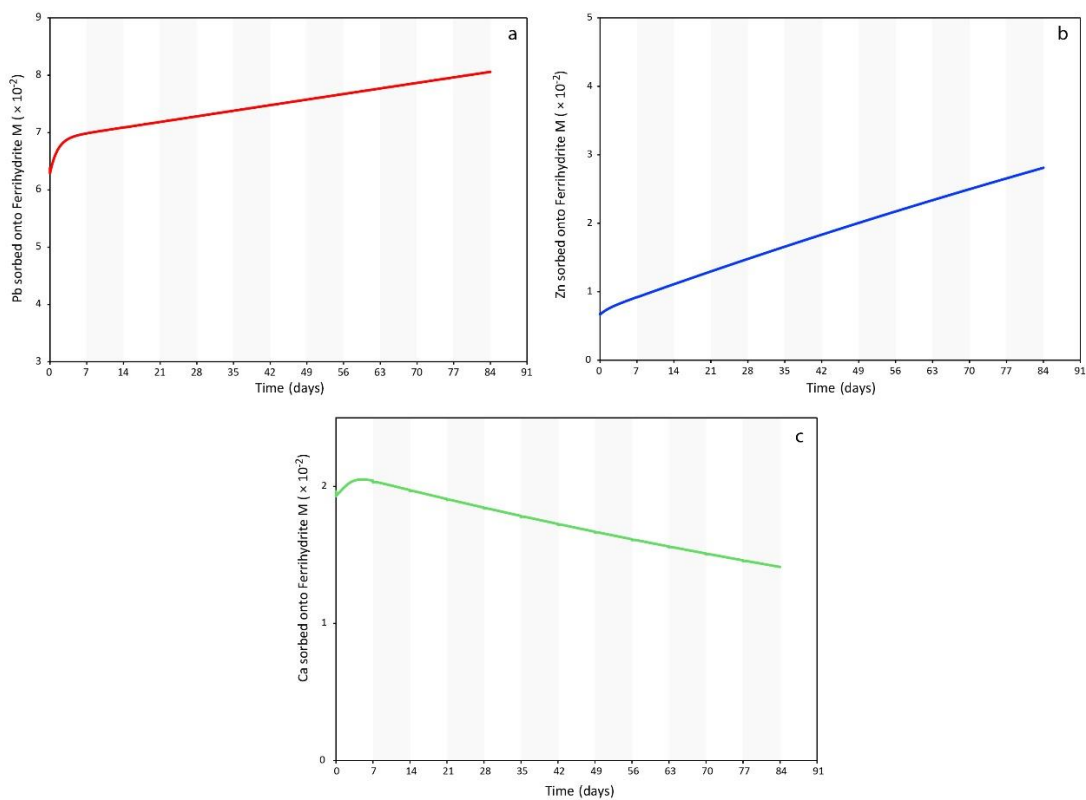 a
Pb sorbed onto Ferrihydrite M ( × 10⁻²)
9
8
7
6
5
4
3
0 7 14 21 28 35 42 49 56 63 70 77 84 91
Time (days)
b
Zn sorbed onto Ferrihydrite M ( × 10⁻²)
5
4
3
2
1
0
0 7 14 21 28 35 42 49 56 63 70 77 84 91
Time (days)
c
Ca sorbed onto Ferrihydrite M ( × 10⁻²)
2
1
0
0 7 14 21 28 35 42 49 56 63 70 77 84 91
Time (days)